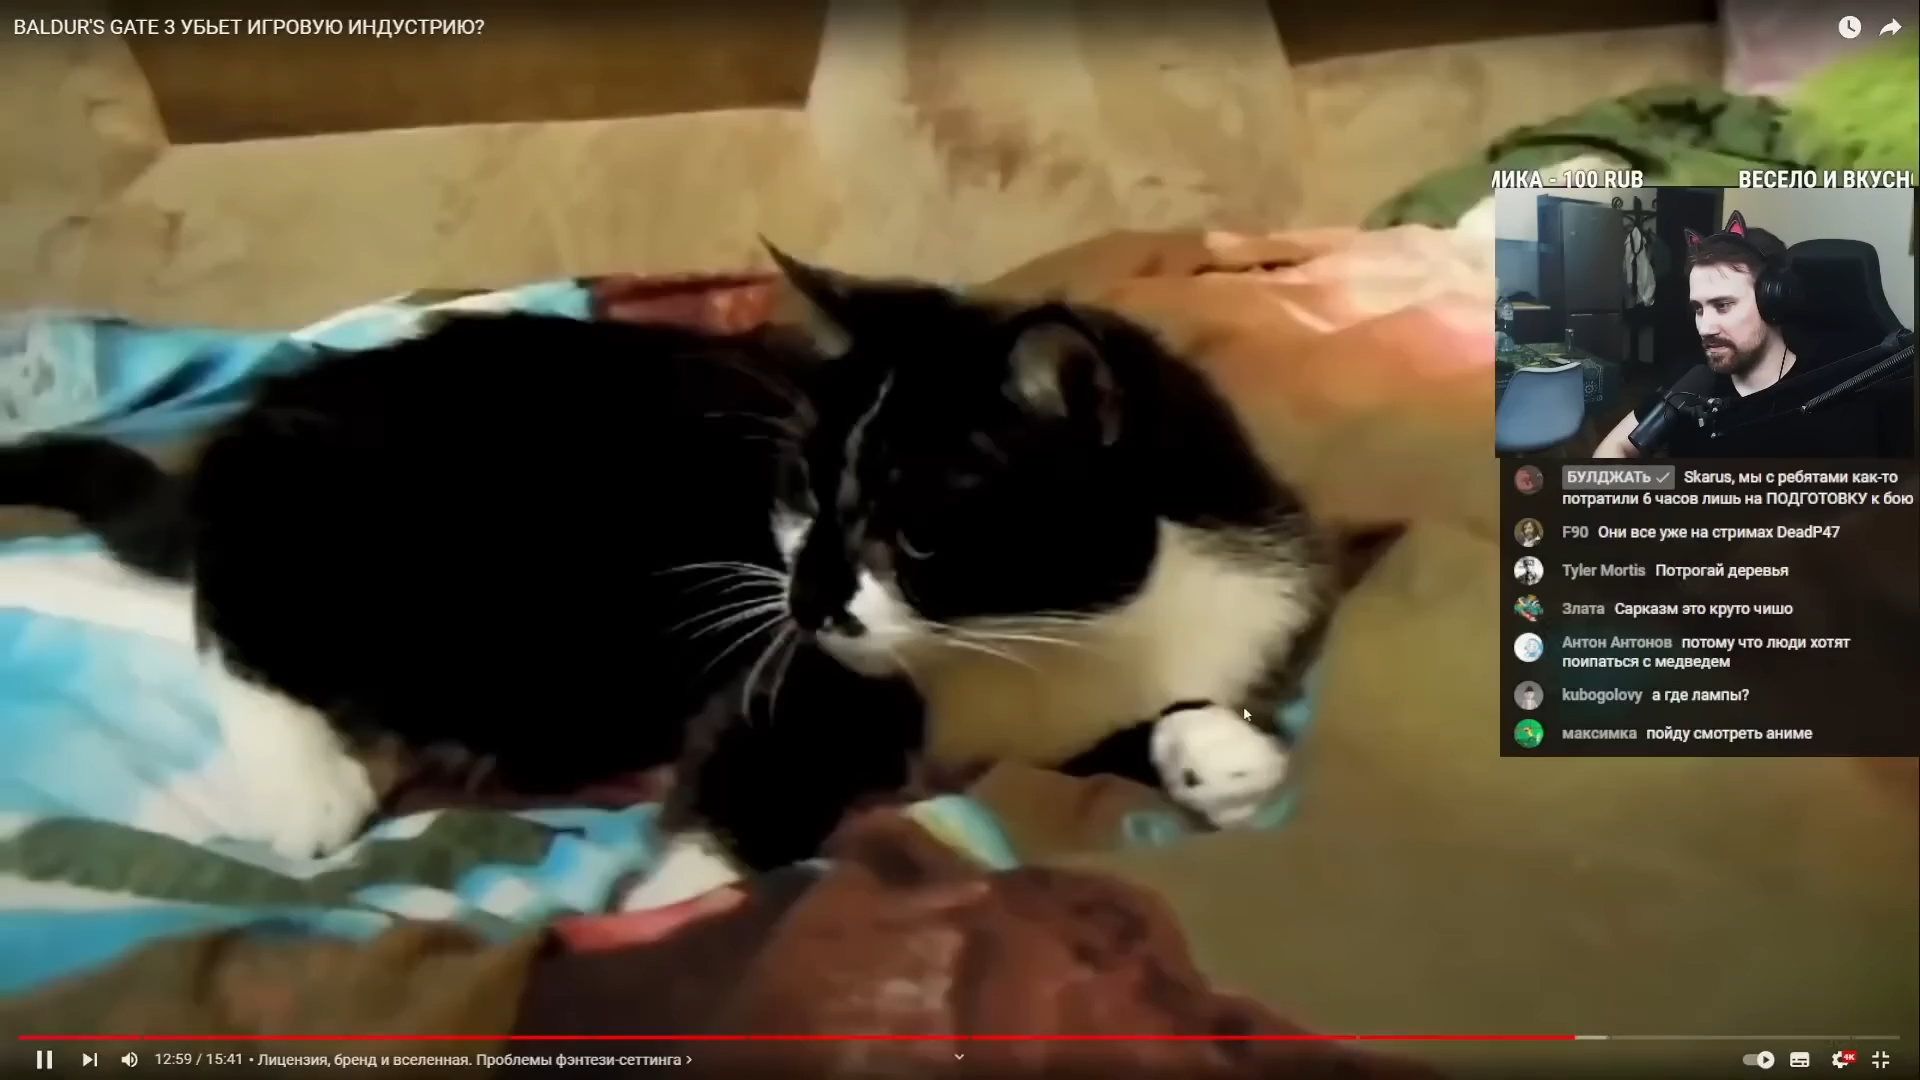 BALDUR'S GATE 3 УБЬЕТ ИГРОВУЮ ИНДУСТРИЮ?
МИКА - 100 RUB ВЕСЕЛО И ВКУСНО
БУЛДЖАТЬ Skarus, мы с ребятами как-то
потратили 6 часов лишь на ПОДГОТОВКУ к бою
F90 Они все уже на стримах DeadP47
Tyler Mortis Потрогай деревья
Злата Сарказм это круто чишо
Антон Антонов потому что люди хотят
поипаться с медведем
kubogolovy а где лампы?
максимка пойду смотреть аниме
12:59 / 15:41 • Лицензия, бренд и вселенная. Проблемы фэнтези-сеттинга ›
4K